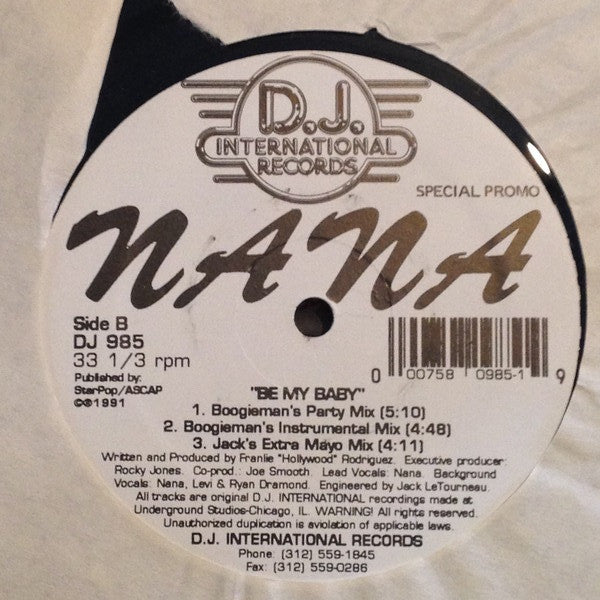 D.J.
INTERNATIONAL
RECORDS
SPECIAL PROMO
NANA
Side B
DJ 985
33 1/3 rpm
Published by:
StarPop/ASCAP
©®1991
0 00758 0985-1 9
"BE MY BABY"
1. Boogieman's Party Mix (5:10)
2. Boogieman's Instrumental Mix (4:48)
3. Jack's Extra Mayo Mix (4:11)
Written and Produced by Franlie "Hollywood" Rodriguez. Executive producer:
Rocky Jones. Co-prod.: Joe Smooth. Lead Vocals: Nana. Background
Vocals: Nana, Levi & Ryan Dramond. Engineered by Jack LeTourneau.
All tracks are original D.J. INTERNATIONAL recordings made at
Underground Studios-Chicago, IL. WARNING! All rights reserved.
Unauthorized duplication is aviolation of applicable laws.
D.J. INTERNATIONAL RECORDS
Phone: (312) 559-1845
Fax: (312) 559-0286